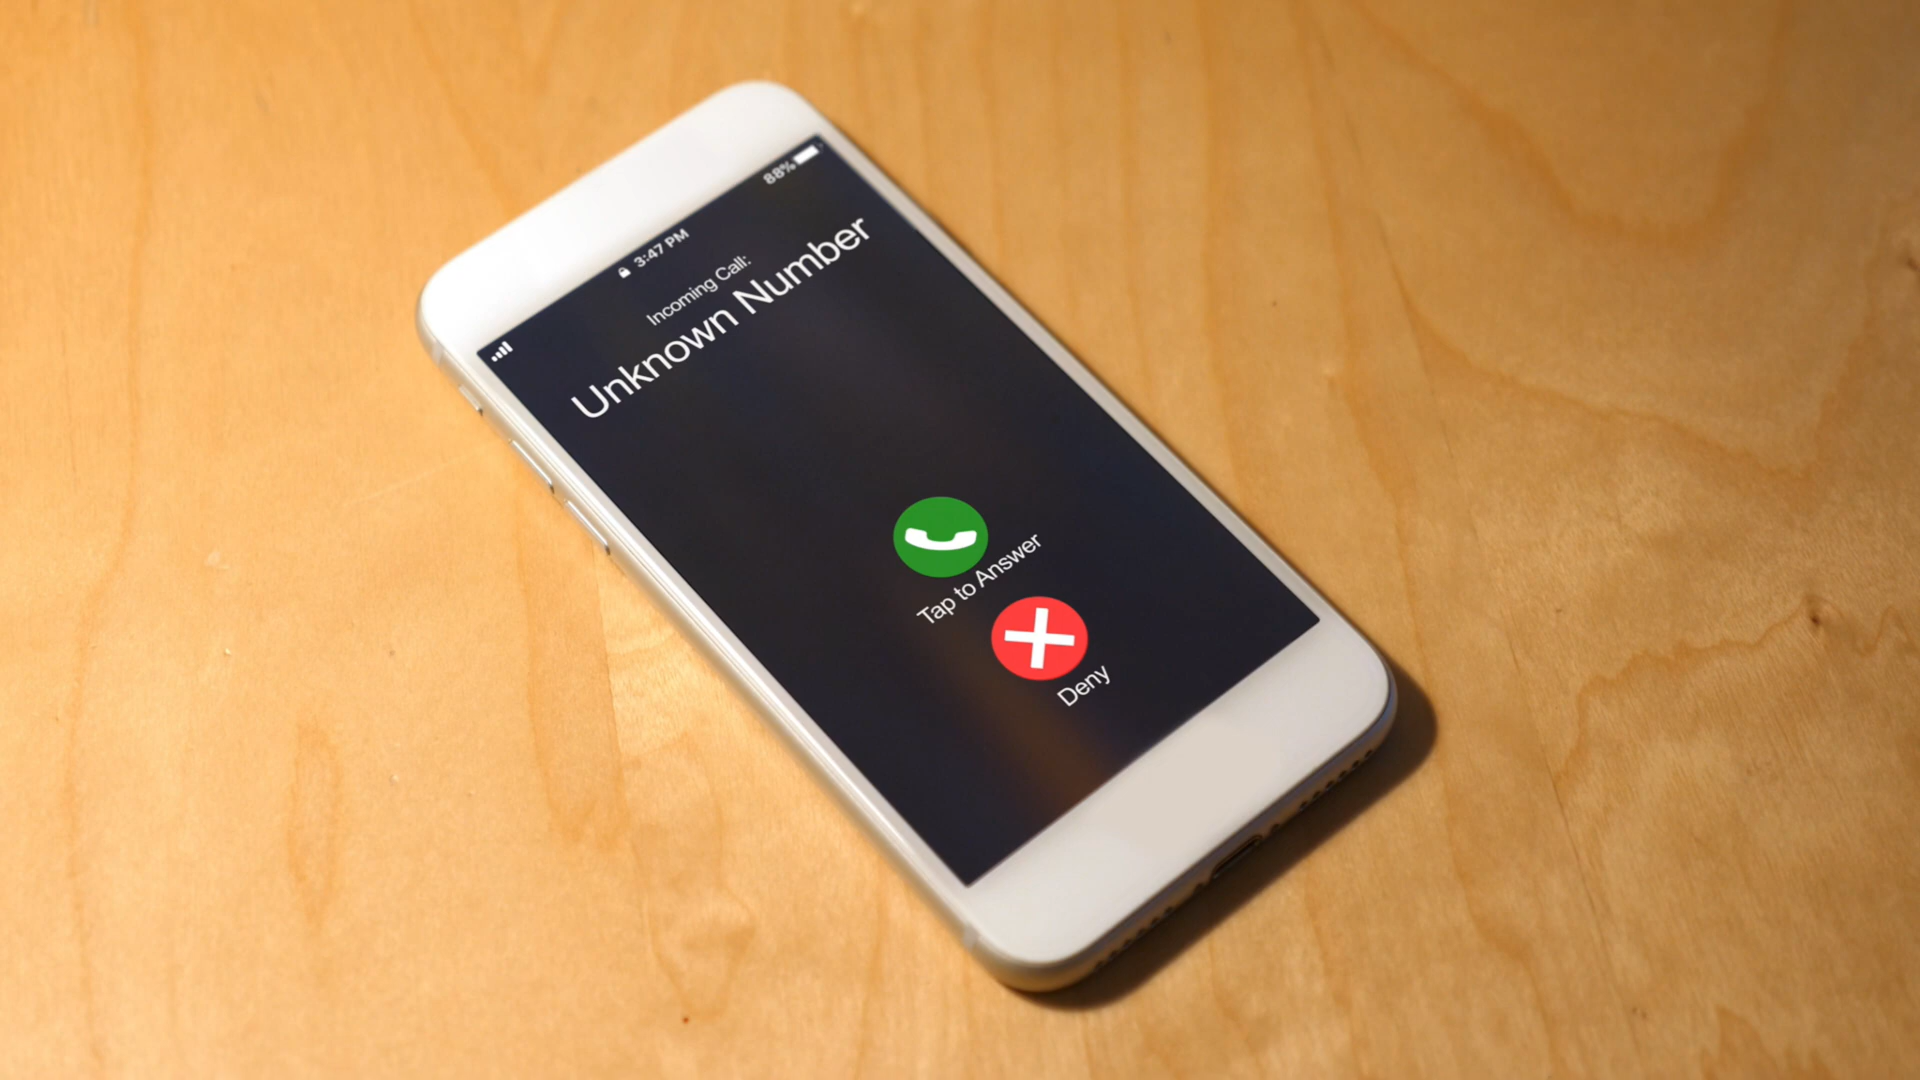 3:47 PM
88%
Incoming Call:
Unknown Number
Tap to Answer
Deny